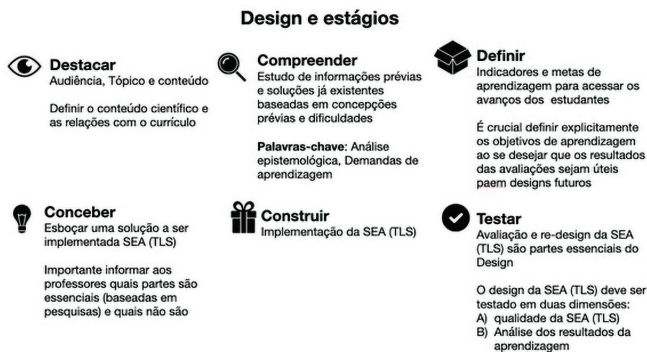 Design e estágios
Destacar
Audiência, Tópico e conteúdo
Definir o conteúdo científico e
as relações com o currículo
Compreender
Estudo de informações prévias
e soluções já existentes
baseadas em concepções
prévias e dificuldades
Palavras-chave: Análise
epistemológica, Demandas de
aprendizagem
Definir
Indicadores e metas de
aprendizagem para acessar os
avanços dos estudantes
É crucial definir explicitamente
os objetivos de aprendizagem
ao se desejar que os resultados
das avaliações sejam úteis
paem designs futuros
Conceber
Esboçar uma solução a ser
implementada SEA (TLS)
Importante informar aos
professores quais partes são
essenciais (baseadas em
pesquisas) e quais não são
Construir
Implementação da SEA (TLS)
Testar
Avaliação e re-design da SEA
(TLS) são partes essenciais do
Design
O design da SEA (TLS) deve ser
testado em duas dimensões:
A) qualidade da SEA (TLS)
B) Análise dos resultados da
aprendizagem